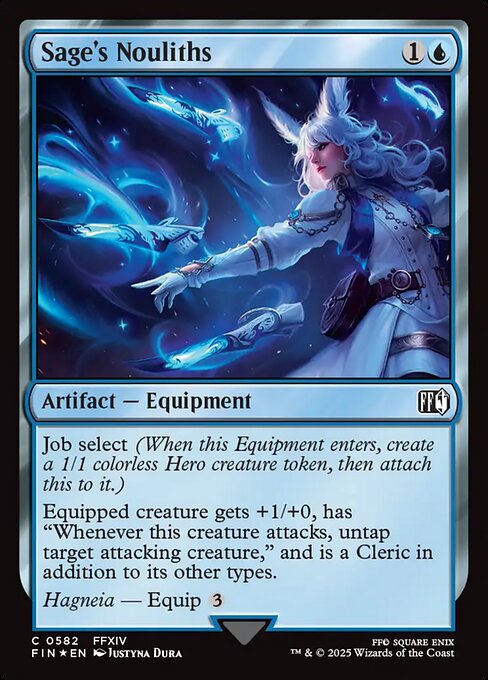 Sage's Nouliths 1
FF
Artifact — Equipment
Job select (When this Equipment enters, create
a 1/1 colorless Hero creature token, then attach
this to it.)
Equipped creature gets +1/+0, has
“Whenever this creature attacks, untap
target attacking creature,” and is a Cleric in
addition to its other types.
Hagneia — Equip 3
C 0582 FFXIV
FIN★EN Justyna Dura
FF© SQUARE ENIX
™ & © 2025 Wizards of the Coast